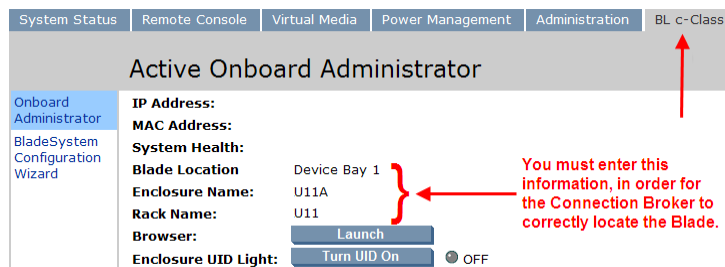 System Status Remote Console Virtual Media Power Management Administration BL c-Class
Active Onboard Administrator
Onboard
Administrator
BladeSystem
Configuration
Wizard
IP Address:
MAC Address:
System Health:
Blade Location Device Bay 1
Enclosure Name: U11A
Rack Name: U11
Browser: Launch
Enclosure UID Light: Turn UID On OFF
You must enter this
information, in order for
the Connection Broker to
correctly locate the Blade.